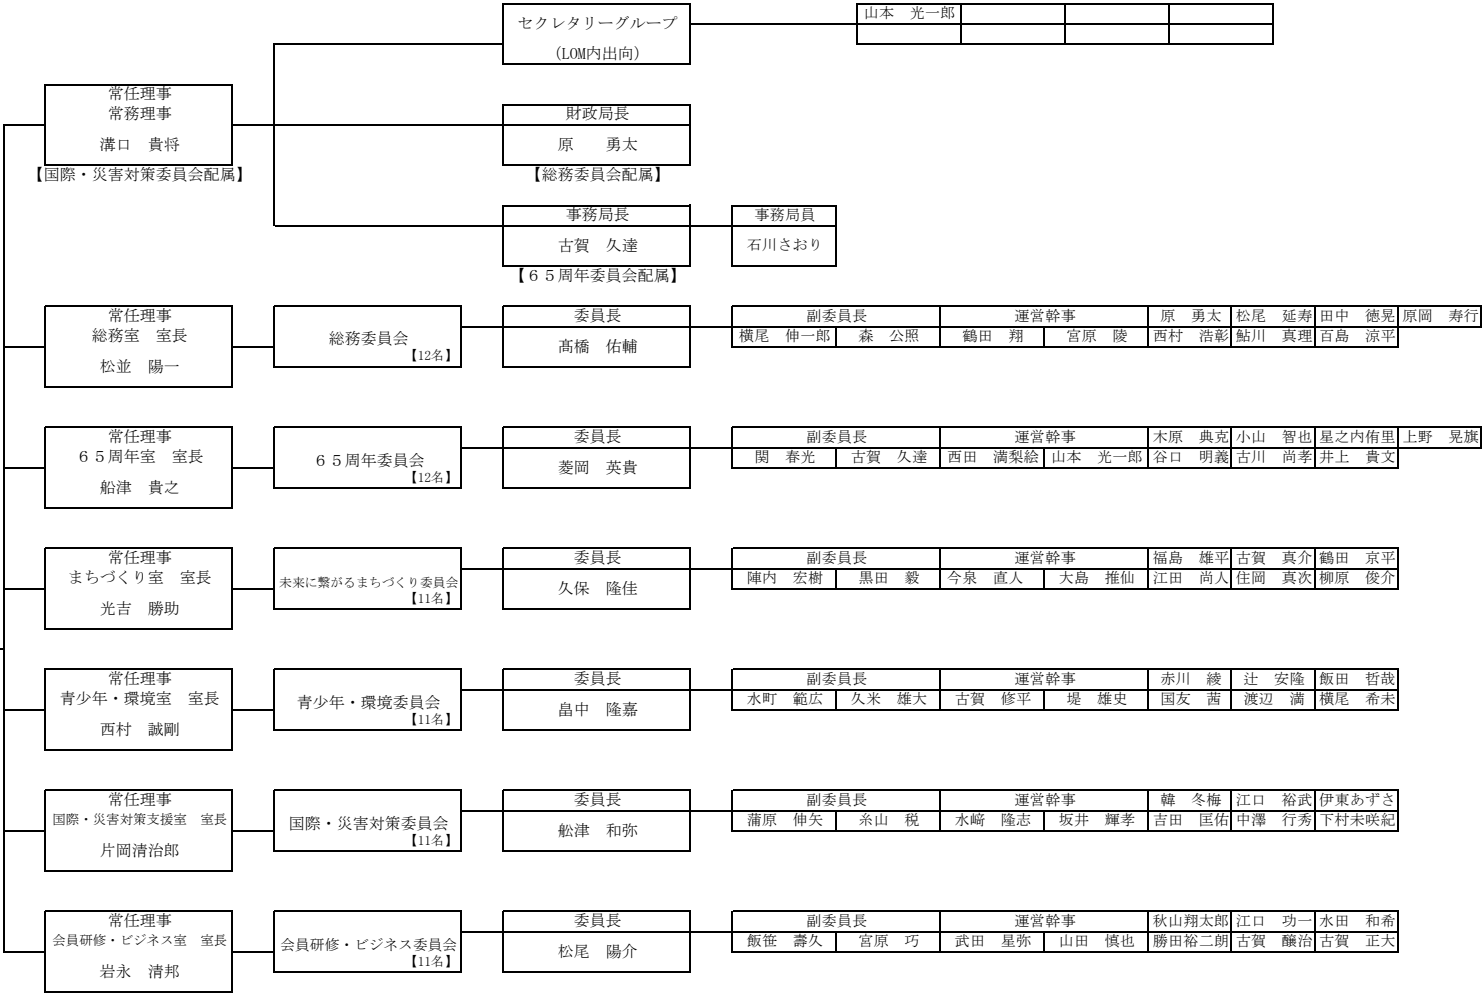 セクレタリーグループ
(LOM内出向)
山本　光一郎
常任理事
常務理事
溝口　貴将
【国際・災害対策委員会配属】
財政局長
原　　勇太
【総務委員会配属】
事務局長
古賀　久達
【６５周年委員会配属】
事務局員
石川さおり
常任理事
総務室　室長
松並　陽一
総務委員会
【12名】
委員長
髙橋　佑輔
副委員長　運営幹事　原　勇太　松尾　延寿　田中　徳晃　原岡　寿行
横尾　伸一郎　森　公照　鶴田　翔　宮原　陵　西村　浩彰　鮎川　真理　百島　涼平
常任理事
６５周年室　室長
船津　貴之
６５周年委員会
【12名】
委員長
菱岡　英貴
副委員長　運営幹事　木原　典克　小山　智也　星之内侑里　上野　晃旗
関　春光　古賀　久達　西田　満梨絵　山本　光一郎　谷口　明義　古川　尚孝　井上　貴文
常任理事
まちづくり室　室長
光吉　勝助
未来に繋がるまちづくり委員会
【11名】
委員長
久保　隆佳
副委員長　運営幹事　福島　雄平　古賀　真介　鶴田　京平
陣内　宏樹　黒田　毅　今泉　直人　大島　推仙　江田　尚人　住岡　真次　柳原　俊介
常任理事
青少年・環境室　室長
西村　誠剛
青少年・環境委員会
【11名】
委員長
畠中　隆嘉
副委員長　運営幹事　赤川　綾　辻　安隆　飯田　哲哉
水町　範広　久米　雄大　古賀　修平　堤　雄史　国友　茜　渡辺　満　横尾　希未
常任理事
国際・災害対策支援室　室長
片岡清治郎
国際・災害対策委員会
【11名】
委員長
舩津　和弥
副委員長　運営幹事　韓　冬梅　江口　裕武　伊東あずさ
蒲原　伸矢　糸山　税　水﨑　隆志　坂井　輝孝　吉田　匡佑　中澤　行秀　下村未咲紀
常任理事
会員研修・ビジネス室　室長
岩永　清邦
会員研修・ビジネス委員会
【11名】
委員長
松尾　陽介
副委員長　運営幹事　秋山翔太郎　江口　功一　水田　和希
飯笹　壽久　宮原　巧　武田　星弥　山田　慎也　勝田裕二朗　古賀　醸治　古賀　正大